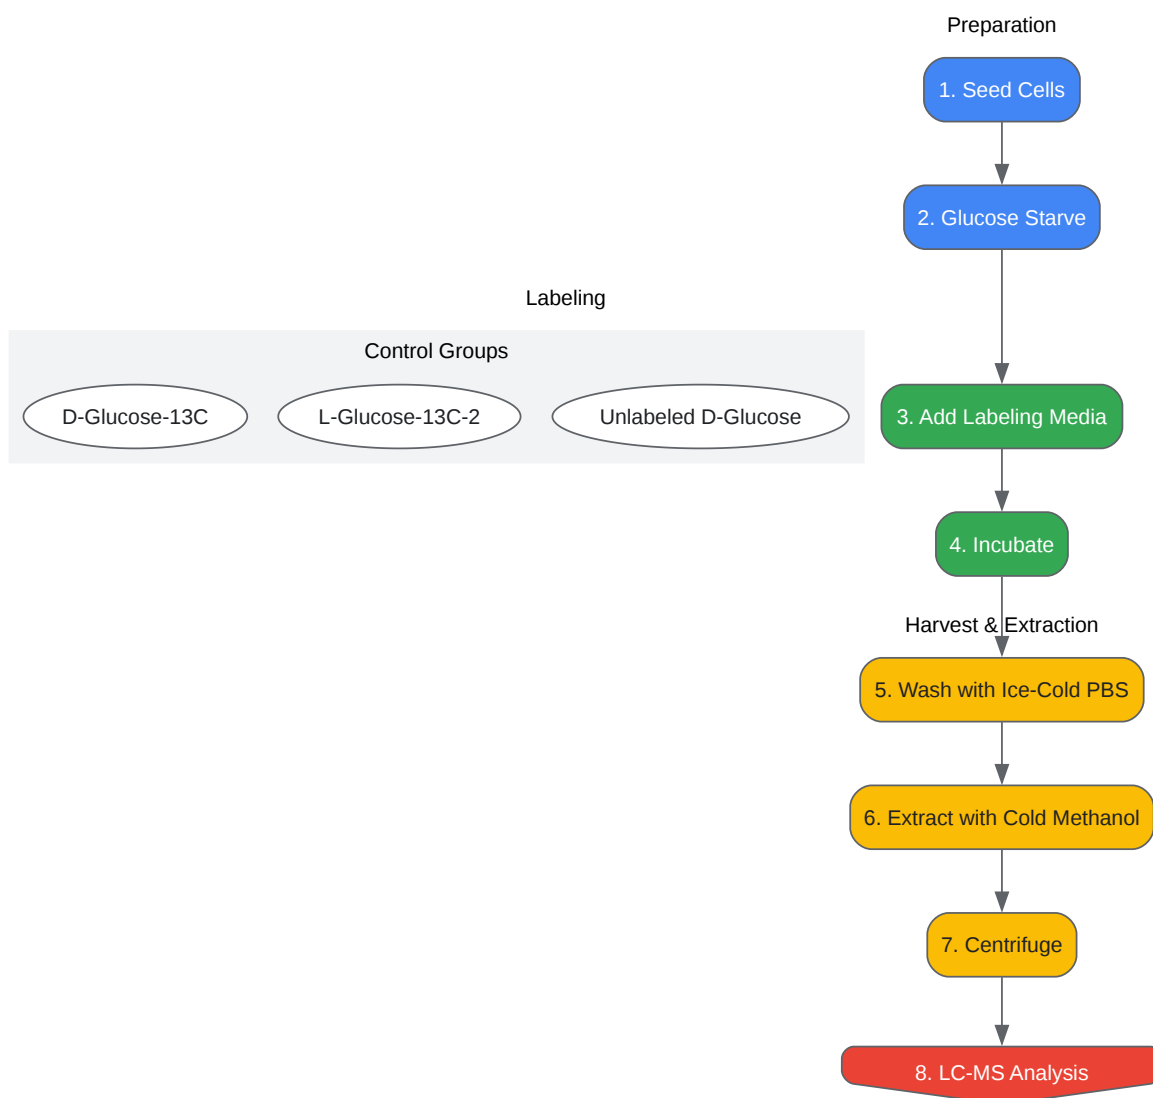 Preparation
1. Seed Cells
2. Glucose Starve
Labeling
Control Groups
D-Glucose-13C
L-Glucose-13C-2
Unlabeled D-Glucose
3. Add Labeling Media
4. Incubate
Harvest & Extraction
5. Wash with Ice-Cold PBS
6. Extract with Cold Methanol
7. Centrifuge
8. LC-MS Analysis